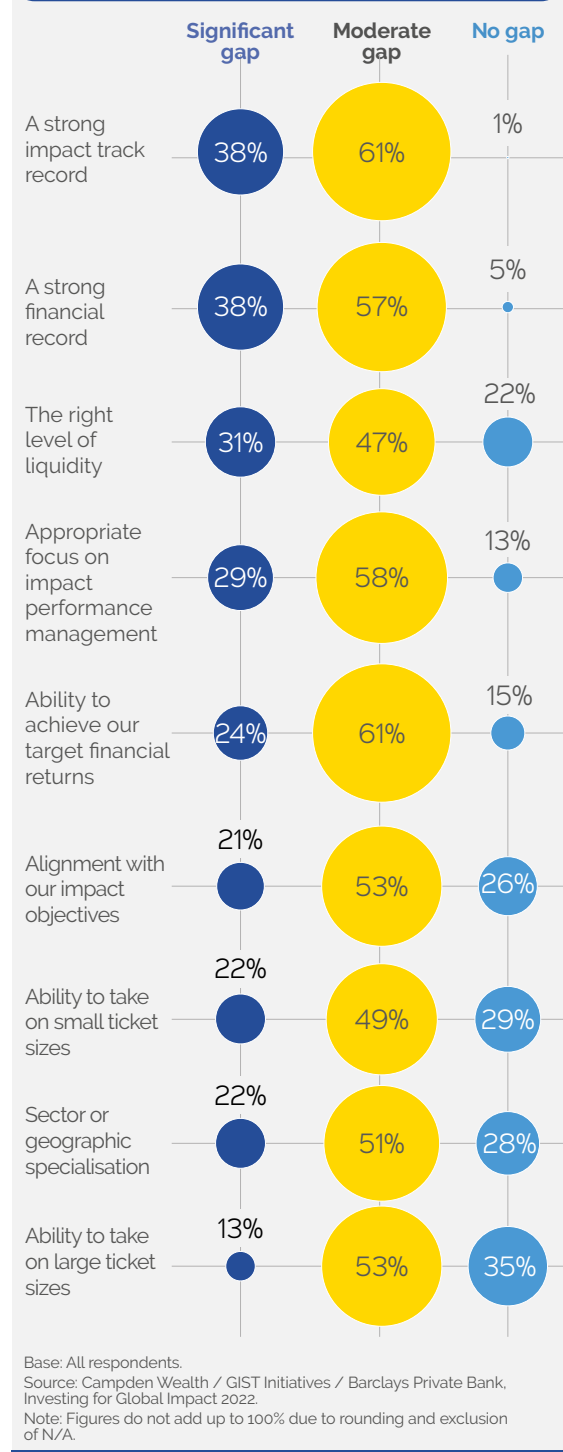 Significant gap
Moderate gap
No gap
A strong
impact track
record
38%
61%
1%
A strong
financial
record
38%
57%
5%
The right
level of
liquidity
31%
47%
22%
Appropriate
focus on
impact
performance
management
29%
58%
13%
Ability to
achieve our
target financial
returns
24%
61%
15%
Alignment with
our impact
objectives
21%
53%
26%
Ability to take
on small ticket
sizes
22%
49%
29%
Sector or
geographic
specialisation
22%
51%
28%
Ability to take
on large ticket
sizes
13%
53%
35%
Base: All respondents.
Source: Campden Wealth / GIST Initiatives / Barclays Private Bank,
Investing for Global Impact 2022.
Note: Figures do not add up to 100% due to rounding and exclusion
of N/A.